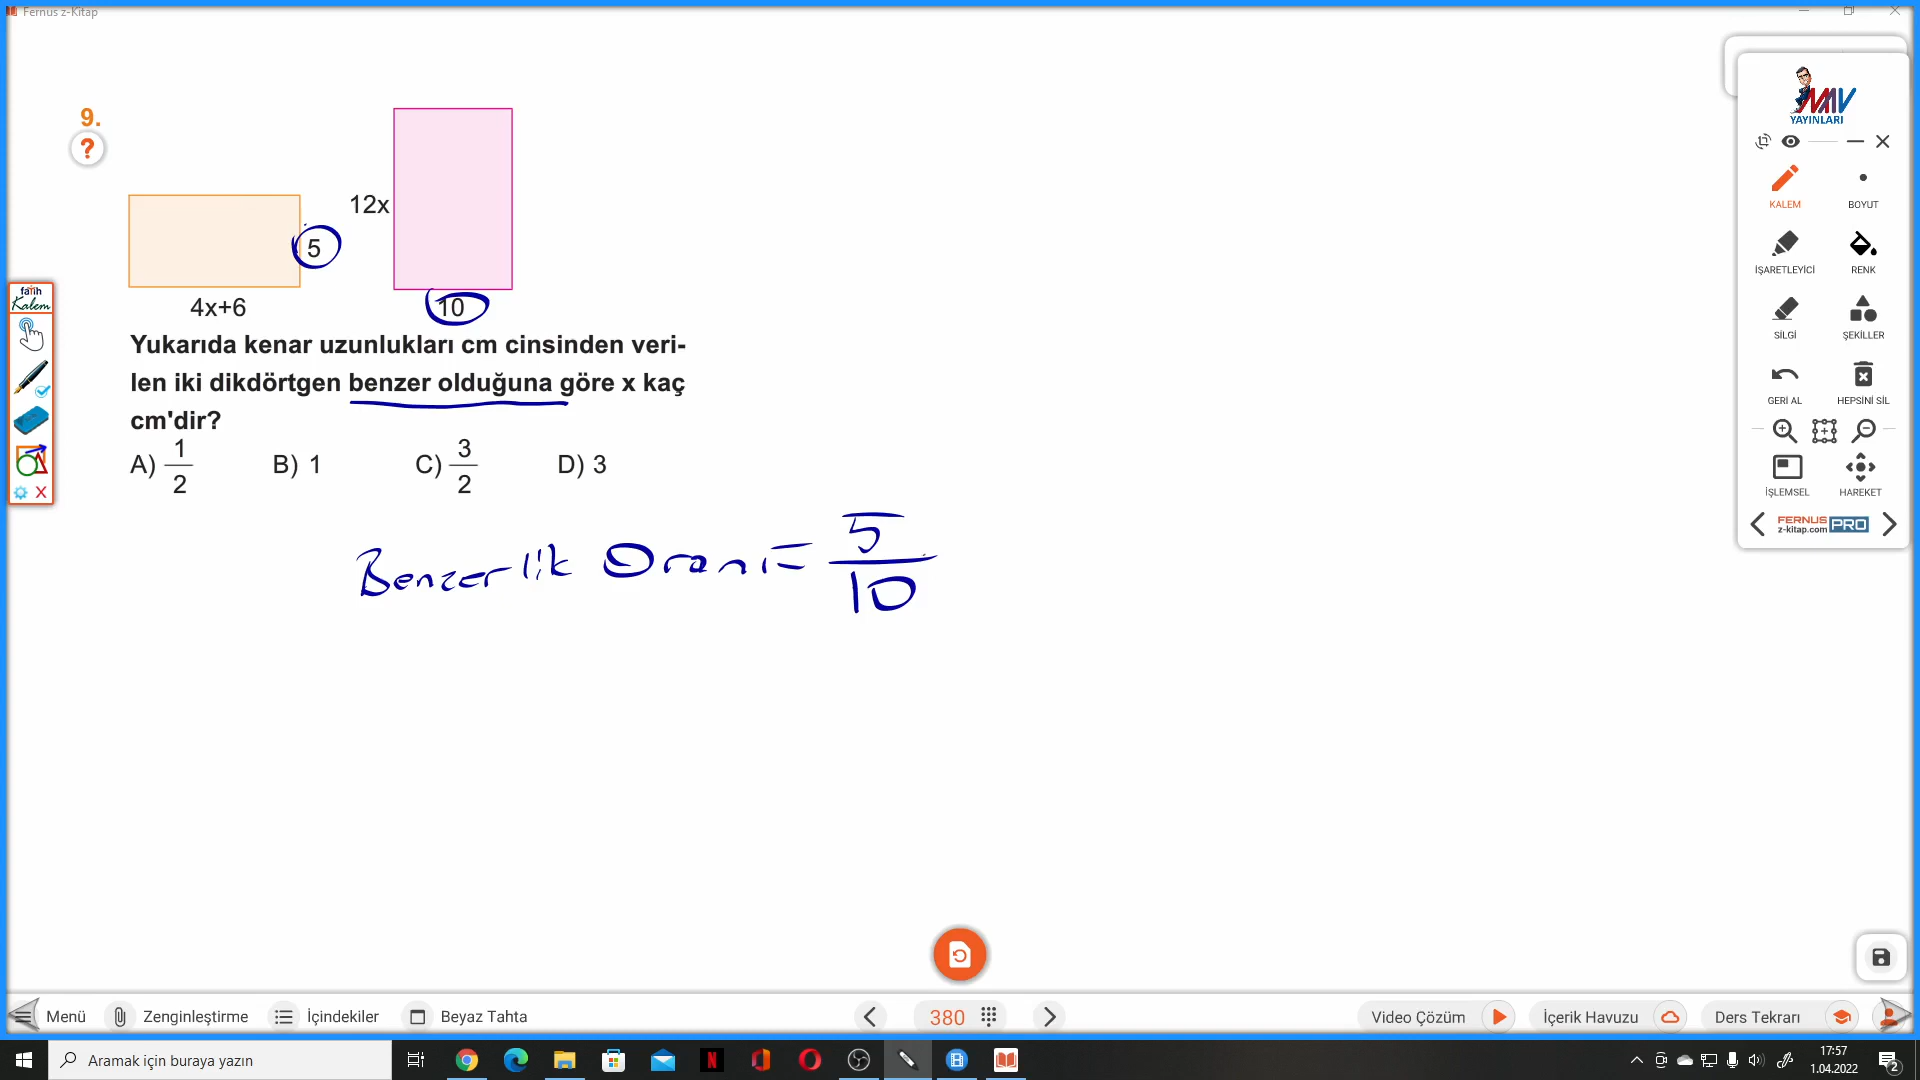 Fernus z-Kitap
9.
?
12x
5
4x+6
10
Yukarıda kenar uzunlukları cm cinsinden veri-
len iki dikdörtgen benzer olduğuna göre x kaç
cm'dir?
A) 1/2 B) 1 C) 3/2 D) 3
Benzerlik Oranı = 5/10
fatih
Kalem
X
MAV
YAYINLARI
KALEM BOYUT
İŞARETLEYİCİ RENK
SİLGİ ŞEKİLLER
GERİ AL HEPSİNİ SİL
İŞLEMSEL HAREKET
FERNUS
z-kitap.com PRO
Menü Zenginleştirme İçindekiler Beyaz Tahta 380 Video Çözüm İçerik Havuzu Ders Tekrarı
Aramak için buraya yazın
N
17:57
1.04.2022
2